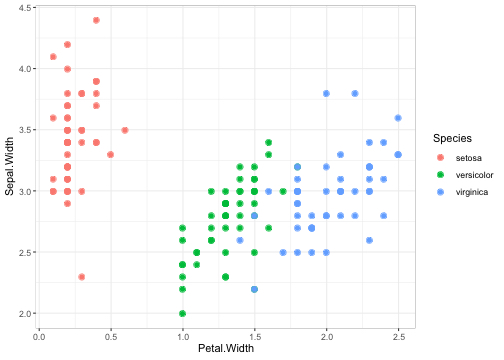 4.5
4.0
3.5
3.0
2.5
2.0
Sepal.Width
0.0 0.5 1.0 1.5 2.0 2.5
Petal.Width
Species
setosa
versicolor
virginica